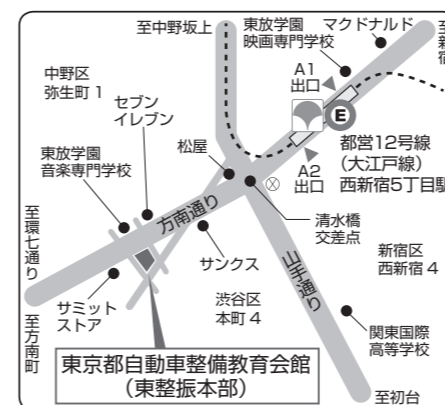 至中野坂上
東放学園
映画専門学校
マクドナルド
至新宿
中野区
弥生町1
A1
出口
セブン
イレブン
E
都営12号線
(大江戸線)
西新宿5丁目駅
松屋
A2
出口
東放学園
音楽専門学校
方南通り
清水橋
交差点
至環七通り
サンクス
山手通り
新宿区
西新宿4
サミット
ストア
渋谷区
本町4
至方南町
関東国際
高等学校
東京都自動車整備教育会館
(東整振本部)
至初台